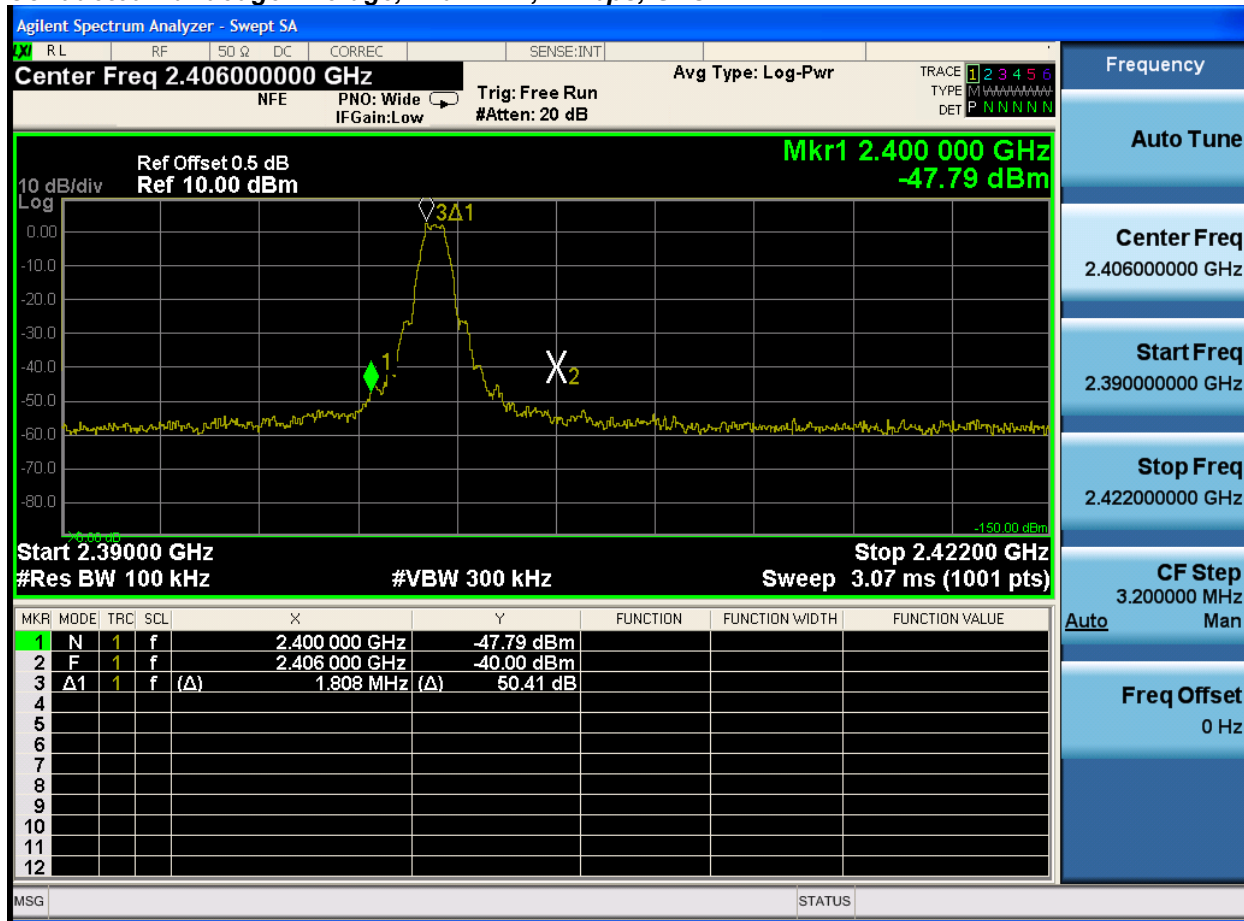 Agilent Spectrum Analyzer - Swept SA
LXI RL RF 50 Ω DC CORREC SENSE:INT
Center Freq 2.406000000 GHz Avg Type: Log-Pwr TRACE 1 2 3 4 5 6
NFE PNO: Wide Trig: Free Run TYPE M
IFGain:Low #Atten: 20 dB DET P N N N N N
Mkr1 2.400 000 GHz
Ref Offset 0.5 dB
-47.79 dBm
10 dB/div Ref 10.00 dBm
Log
3Δ1
0.00
-10.0
-20.0
-30.0
-40.0
1
X2
-50.0
-60.0
-70.0
-80.0
-150.00 dBm
Start 2.39000 GHz Stop 2.42200 GHz
#Res BW 100 kHz #VBW 300 kHz Sweep 3.07 ms (1001 pts)
MKR MODE TRC SCL X Y FUNCTION FUNCTION WIDTH FUNCTION VALUE
1 N 1 f 2.400 000 GHz -47.79 dBm
2 F 1 f 2.406 000 GHz -40.00 dBm
3 Δ1 1 f (Δ) 1.808 MHz (Δ) 50.41 dB
4
5
6
7
8
9
10
11
12
MSG STATUS
Frequency
Auto Tune
Center Freq
2.406000000 GHz
Start Freq
2.390000000 GHz
Stop Freq
2.422000000 GHz
CF Step
3.200000 MHz
Auto Man
Freq Offset
0 Hz